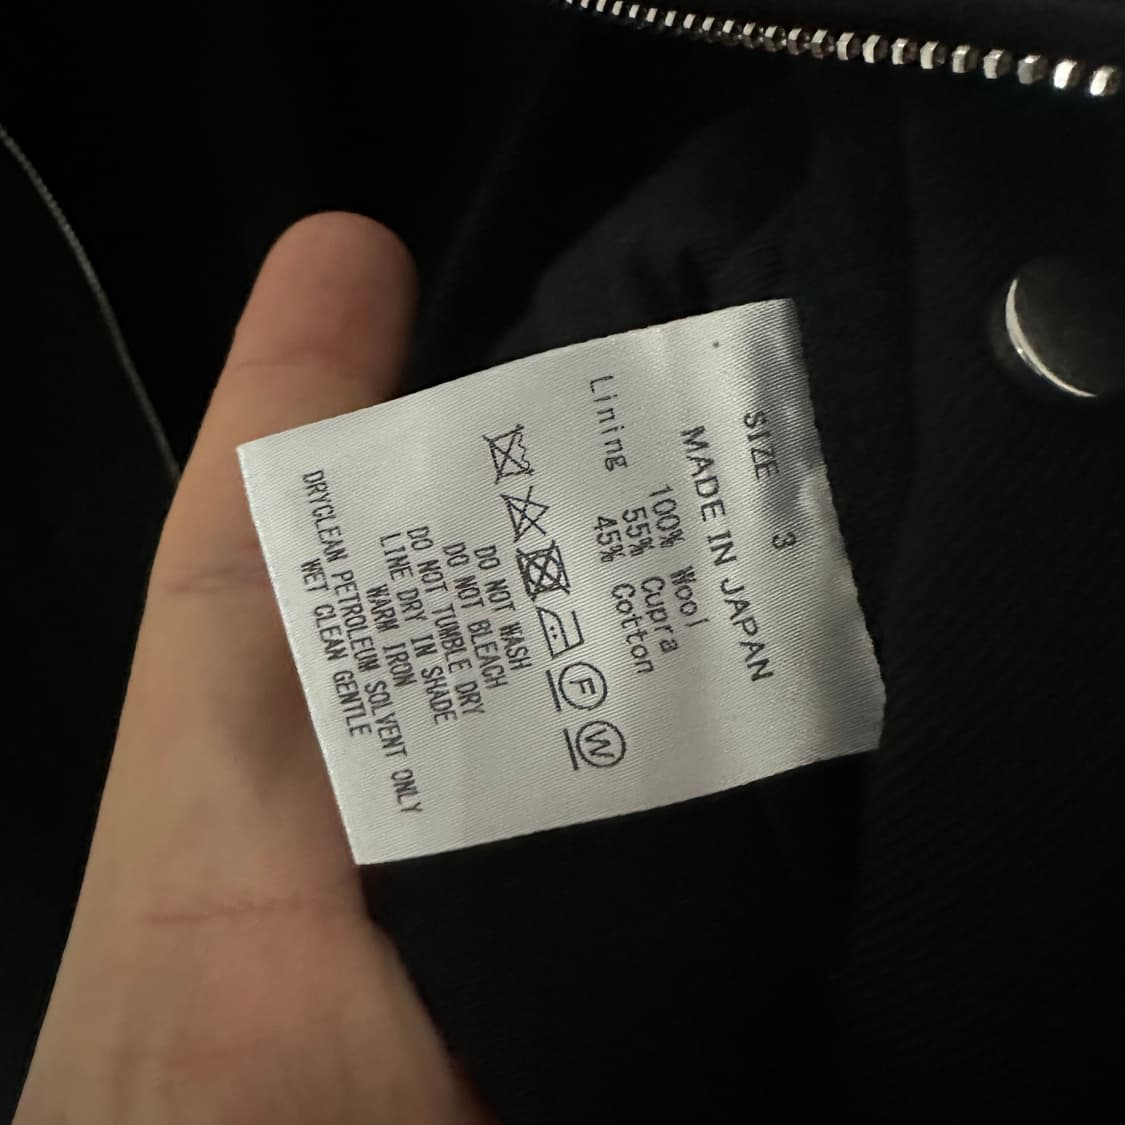 SIZE 3
MADE IN JAPAN
100% Wool
Lining 55% Cupra
45% Cotton
F W
DO NOT WASH
DO NOT BLEACH
DO NOT TUMBLE DRY
LINE DRY IN SHADE
WARM IRON
DRYCLEAN PETROLEUM SOLVENT ONLY
WET CLEAN GENTLE